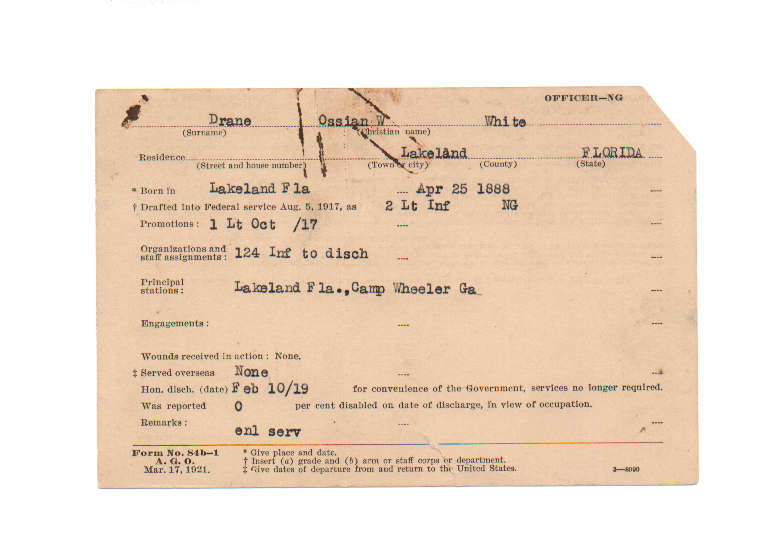 OFFICER—NG
Drane Ossian W White
(Surname) (Christian name)
Residence Lakeland FLORIDA
(Street and house number) (Town or city) (County) (State)
* Born in Lakeland Fla Apr 25 1888
† Drafted into Federal service Aug. 5, 1917, as 2 Lt Inf NG
Promotions: 1 Lt Oct /17
Organizations and
staff assignments: 124 Inf to disch
Principal
stations: Lakeland Fla.,Camp Wheeler Ga
Engagements:
Wounds received in action: None.
‡ Served overseas None
Hon. disch. (date) Feb 10/19 for convenience of the Government, services no longer required.
Was reported 0 per cent disabled on date of discharge, in view of occupation.
Remarks:
enl serv
Form No. 84b—1 * Give place and date.
A. G. O. † Insert (a) grade and (b) arm or staff corps or department.
Mar. 17, 1921. ‡ Give dates of departure from and return to the United States. 3—8090